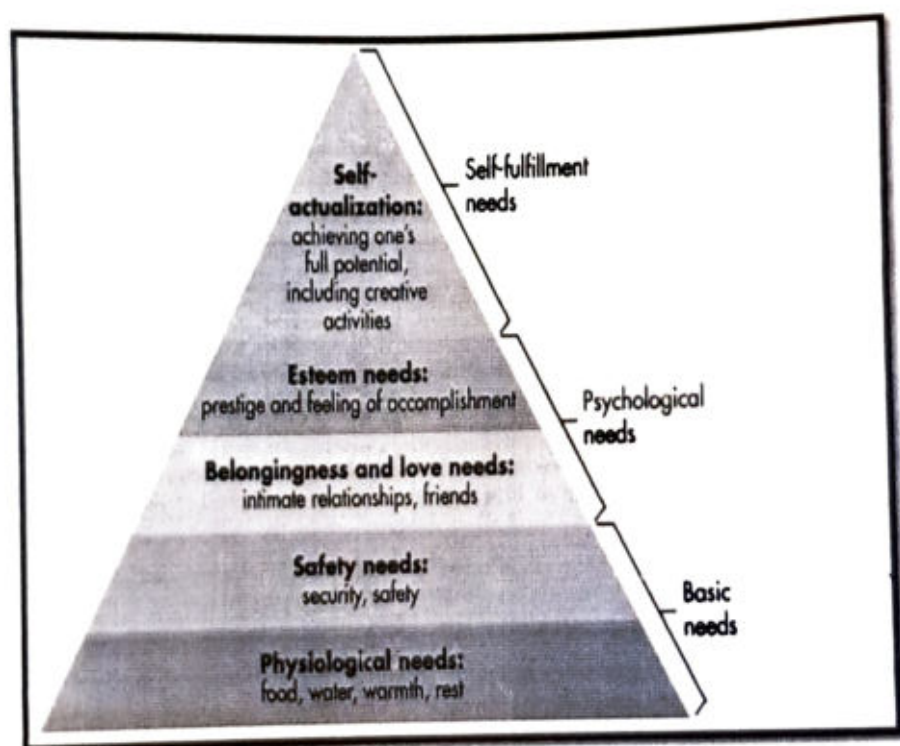 Self-
actualization:
achieving one's
full potential,
including creative
activities
Esteem needs:
prestige and feeling of accomplishment
Belongingness and love needs:
intimate relationships, friends
Safety needs:
security, safety
Physiological needs:
food, water, warmth, rest
Self-fulfillment
needs
Psychological
needs
Basic
needs